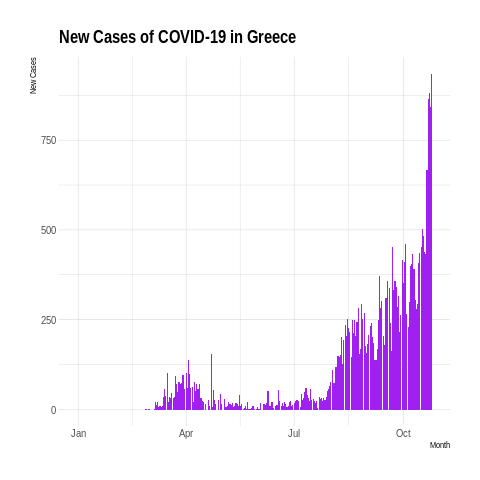 New Cases of COVID-19 in Greece
New Cases
750
500
250
0
Jan Apr Jul Oct
Month